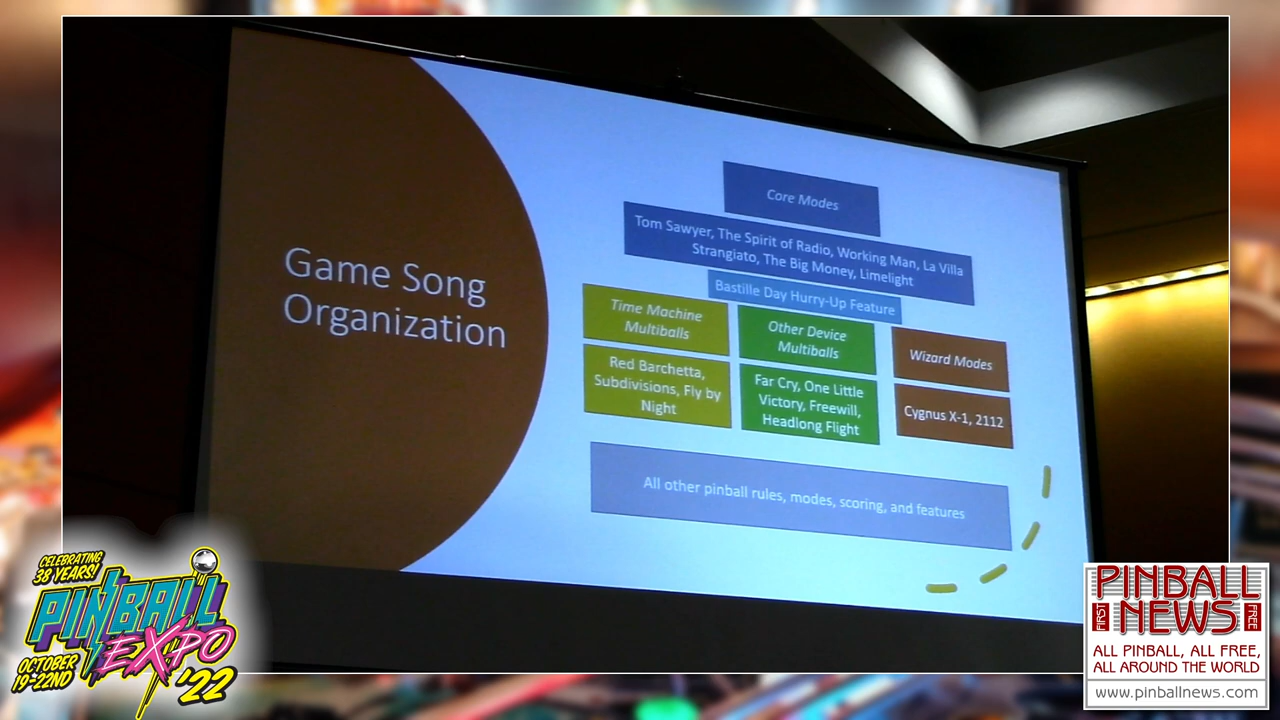 Game Song
Organization
Core Modes
Tom Sawyer, The Spirit of Radio, Working Man, La Villa
Strangiato, The Big Money, Limelight
Bastille Day Hurry-Up Feature
Time Machine
Multiballs
Red Barchetta,
Subdivisions, Fly by
Night
Other Device
Multiballs
Far Cry, One Little
Victory, Freewill,
Headlong Flight
Wizard Modes
Cygnus X-1, 2112
All other pinball rules, modes, scoring, and features
CELEBRATING
38 YEARS!
PINBALL
EXPO
OCTOBER
19-22ND
'22
PINBALL
FIRST NEWS FREE
ALL PINBALL, ALL FREE,
ALL AROUND THE WORLD
www.pinballnews.com